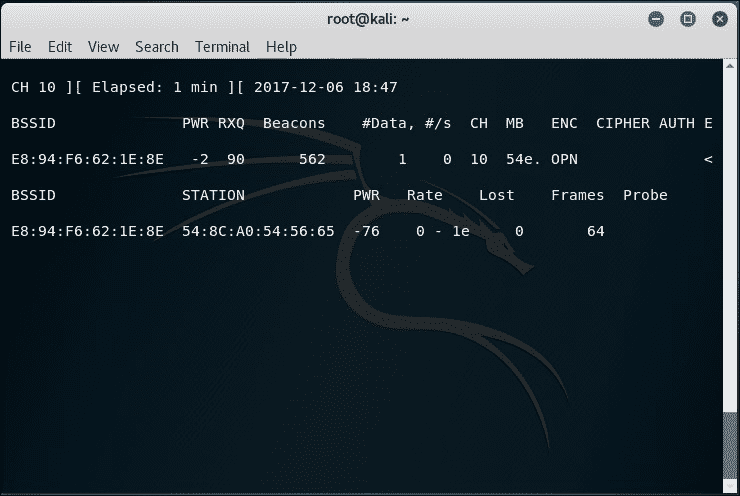 root@kali: ~
File Edit View Search Terminal Help
CH 10 ][ Elapsed: 1 min ][ 2017-12-06 18:47
BSSID PWR RXQ Beacons #Data, #/s CH MB ENC CIPHER AUTH E
E8:94:F6:62:1E:8E -2 90 562 1 0 10 54e. OPN <
BSSID STATION PWR Rate Lost Frames Probe
E8:94:F6:62:1E:8E 54:8C:A0:54:56:65 -76 0 - 1e 0 64